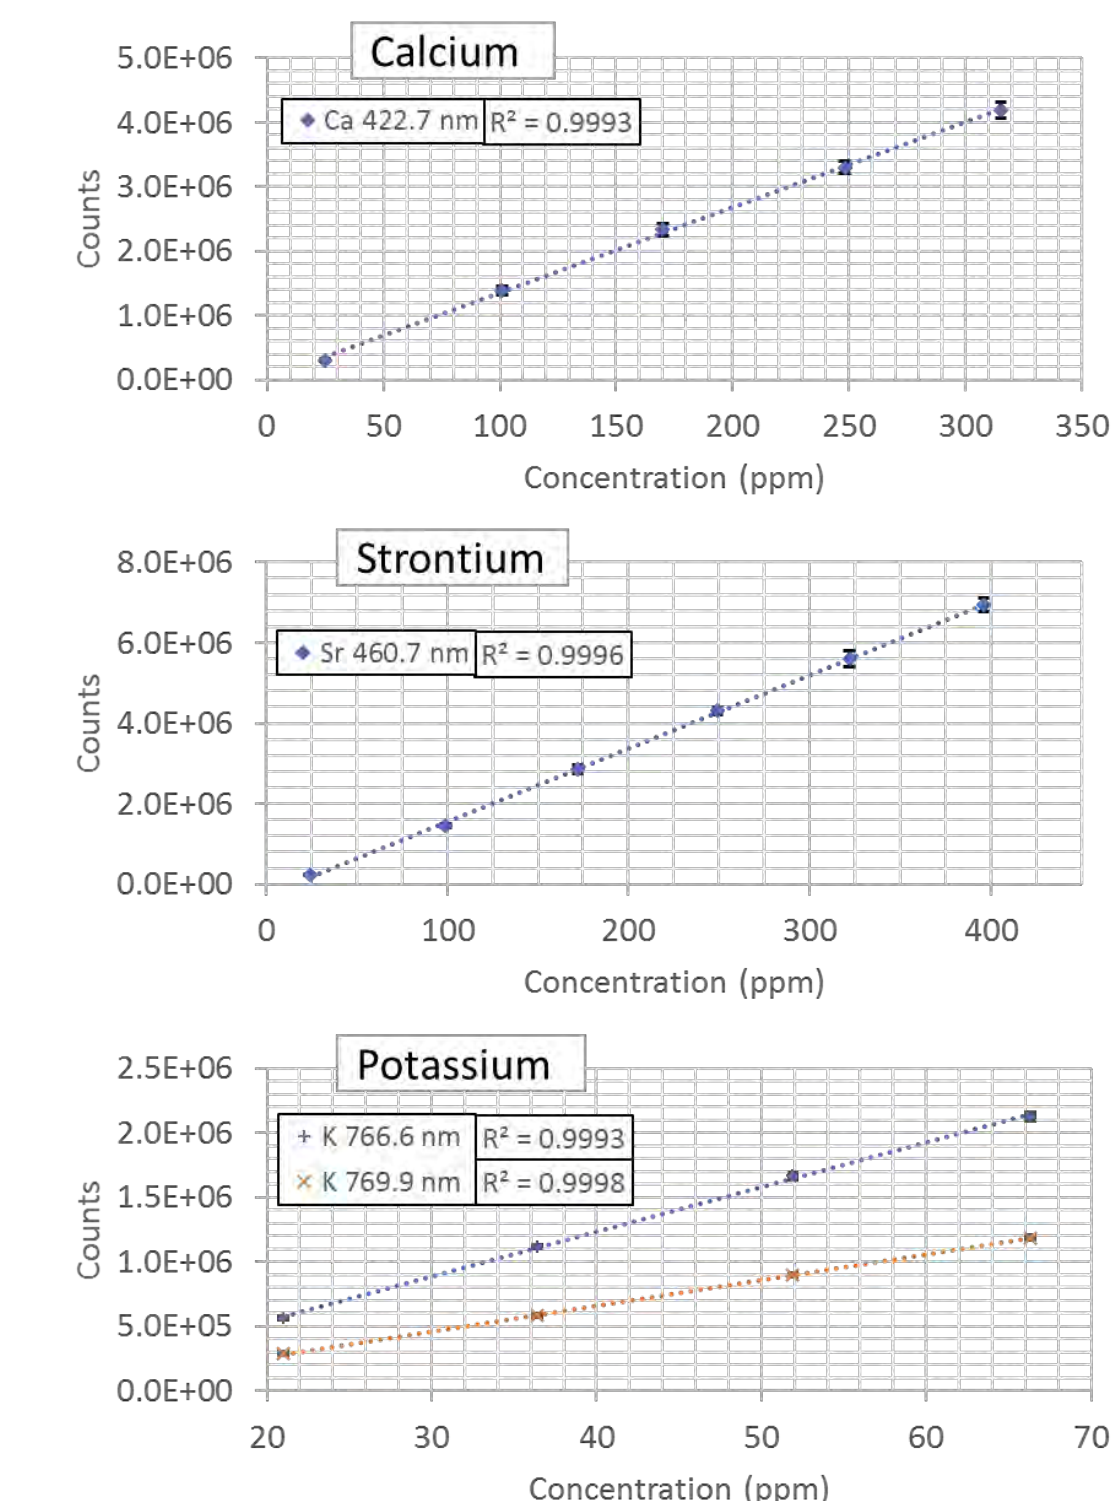 Calcium
5.0E+06
4.0E+06
3.0E+06
2.0E+06
1.0E+06
0.0E+00
Counts
Ca 422.7 nm R² = 0.9993
0 50 100 150 200 250 300 350
Concentration (ppm)
Strontium
8.0E+06
6.0E+06
4.0E+06
2.0E+06
0.0E+00
Counts
Sr 460.7 nm R² = 0.9996
0 100 200 300 400
Concentration (ppm)
Potassium
2.5E+06
2.0E+06
1.5E+06
1.0E+06
5.0E+05
0.0E+00
Counts
K 766.6 nm R² = 0.9993
K 769.9 nm R² = 0.9998
20 30 40 50 60 70
Concentration (ppm)